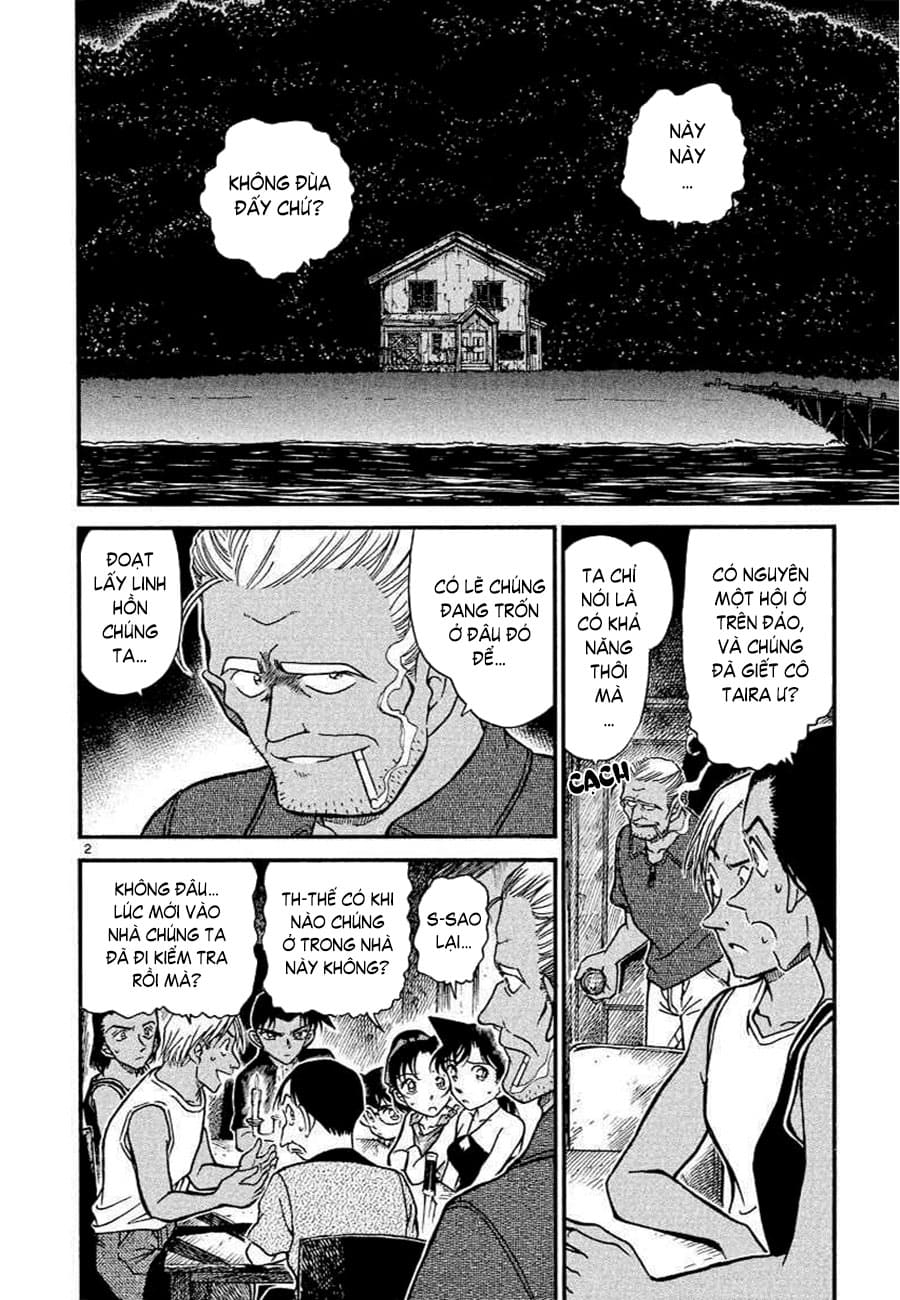 NÀY
NÀY
...
KHÔNG ĐÙA
ĐẤY CHỨ?
CÓ NGUYÊN
MỘT HỘI Ở
TRÊN ĐẢO,
VÀ CHÚNG
ĐÃ GIẾT CÔ
TAIRA Ư?
TA CHỈ
NÓI LÀ
CÓ KHẢ
NĂNG
THÔI
MÀ
...
CẠCH
CÓ LẼ CHÚNG
ĐANG TRỐN
Ở ĐÂU ĐÓ
ĐỂ...
ĐOẠT
LẤY LINH
HỒN
CHÚNG
TA...
2
S-SAO
LẠI...
TH-THẾ CÓ KHI
NÀO CHÚNG
Ở TRONG NHÀ
NÀY KHÔNG?
KHÔNG ĐÂU...
LÚC MỚI VÀO
NHÀ CHÚNG TA
ĐÃ ĐI KIỂM TRA
RỒI MÀ?